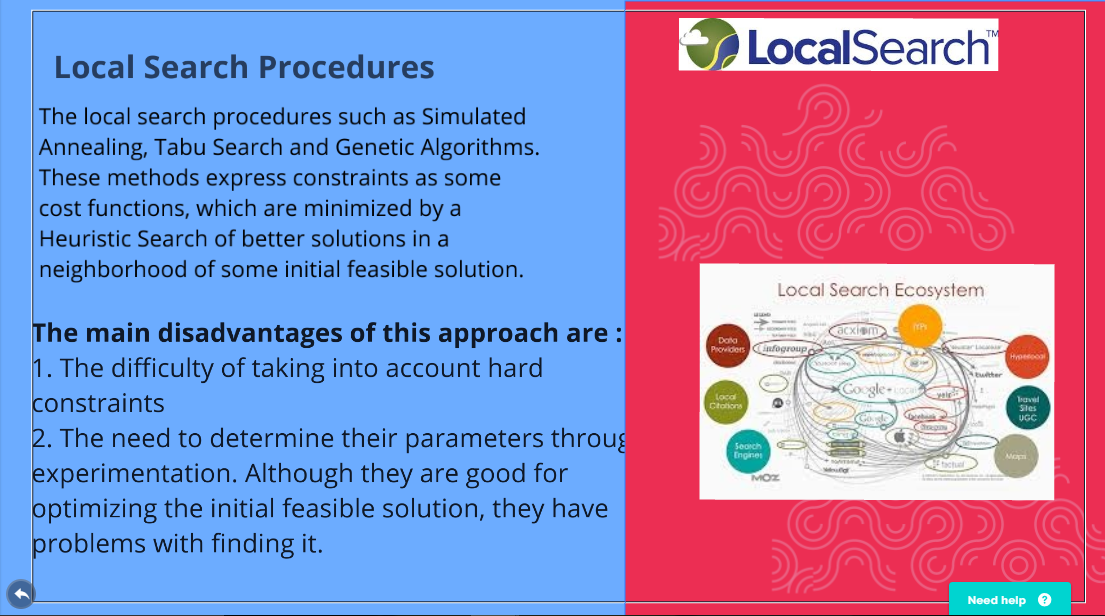 Local Search Procedures
The local search procedures such as Simulated
Annealing, Tabu Search and Genetic Algorithms.
These methods express constraints as some
cost functions, which are minimized by a
Heuristic Search of better solutions in a
neighborhood of some initial feasible solution.
The main disadvantages of this approach are :
1. The difficulty of taking into account hard
constraints
2. The need to determine their parameters throug
experimentation. Although they are good for
optimizing the initial feasible solution, they have
problems with finding it.
LocalSearch™
Local Search Ecosystem
acxiom
infogroup
Data
Providers
Hyperlocal
twitter
Google+ Local
yelp
Local
Citations
Travel
Sites
UGC
Google
facebook
foursquare
Search
Engines
Maps
factual
MOZ
Need help ?